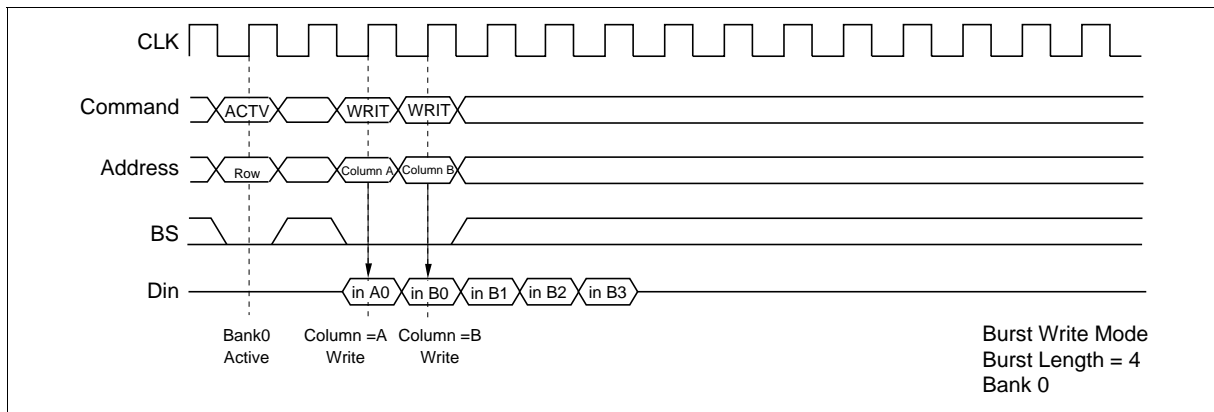 CLK
Command ACTV WRIT WRIT
Address Row Column A Column B
BS
Din in A0 in B0 in B1 in B2 in B3
Bank0 Column =A Column =B
Active Write Write
Burst Write Mode
Burst Length = 4
Bank 0